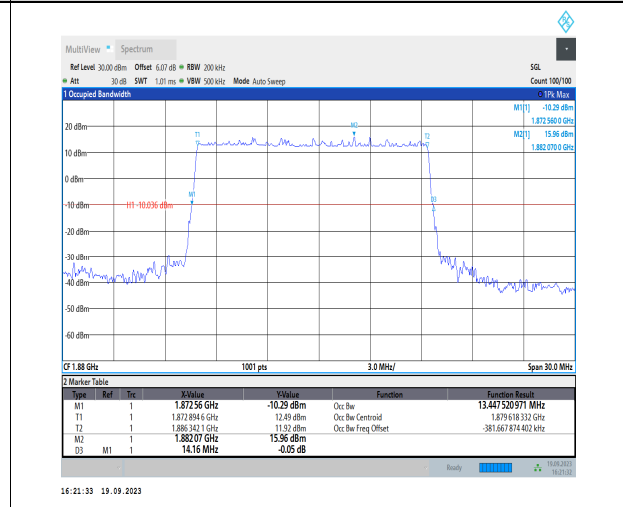 MultiView Spectrum
Ref Level 30.00 dBm Offset 6.07 dB RBW 200 kHz SGL
Att 30 dB SWT 1.01 ms VBW 500 kHz Mode Auto Sweep Count 100/100
1 Occupied Bandwidth 1Pk Max
M1[1] -10.29 dBm
1.872 560 0 GHz
M2[1] 15.96 dBm
1.882 070 0 GHz
20 dBm
M2
T1 T2
10 dBm
0 dBm
M1 D3
-10 dBm H1 -10.036 dBm
-20 dBm
-30 dBm
-40 dBm
-50 dBm
-60 dBm
CF 1.88 GHz 1001 pts 3.0 MHz/ Span 30.0 MHz
2 Marker Table
Type Ref Trc X-Value Y-Value Function Function Result
M1 1 1.872 56 GHz -10.29 dBm Occ Bw 13.447 520 971 MHz
T1 1 1.872 894 6 GHz 12.49 dBm Occ Bw Centroid 1.879 618 332 GHz
T2 1 1.886 342 1 GHz 11.92 dBm Occ Bw Freq Offset -381.667 874 402 kHz
M2 1 1.882 07 GHz 15.96 dBm
D3 M1 1 14.16 MHz -0.05 dB
Ready 19.09.2023
16:21:32
16:21:33 19.09.2023